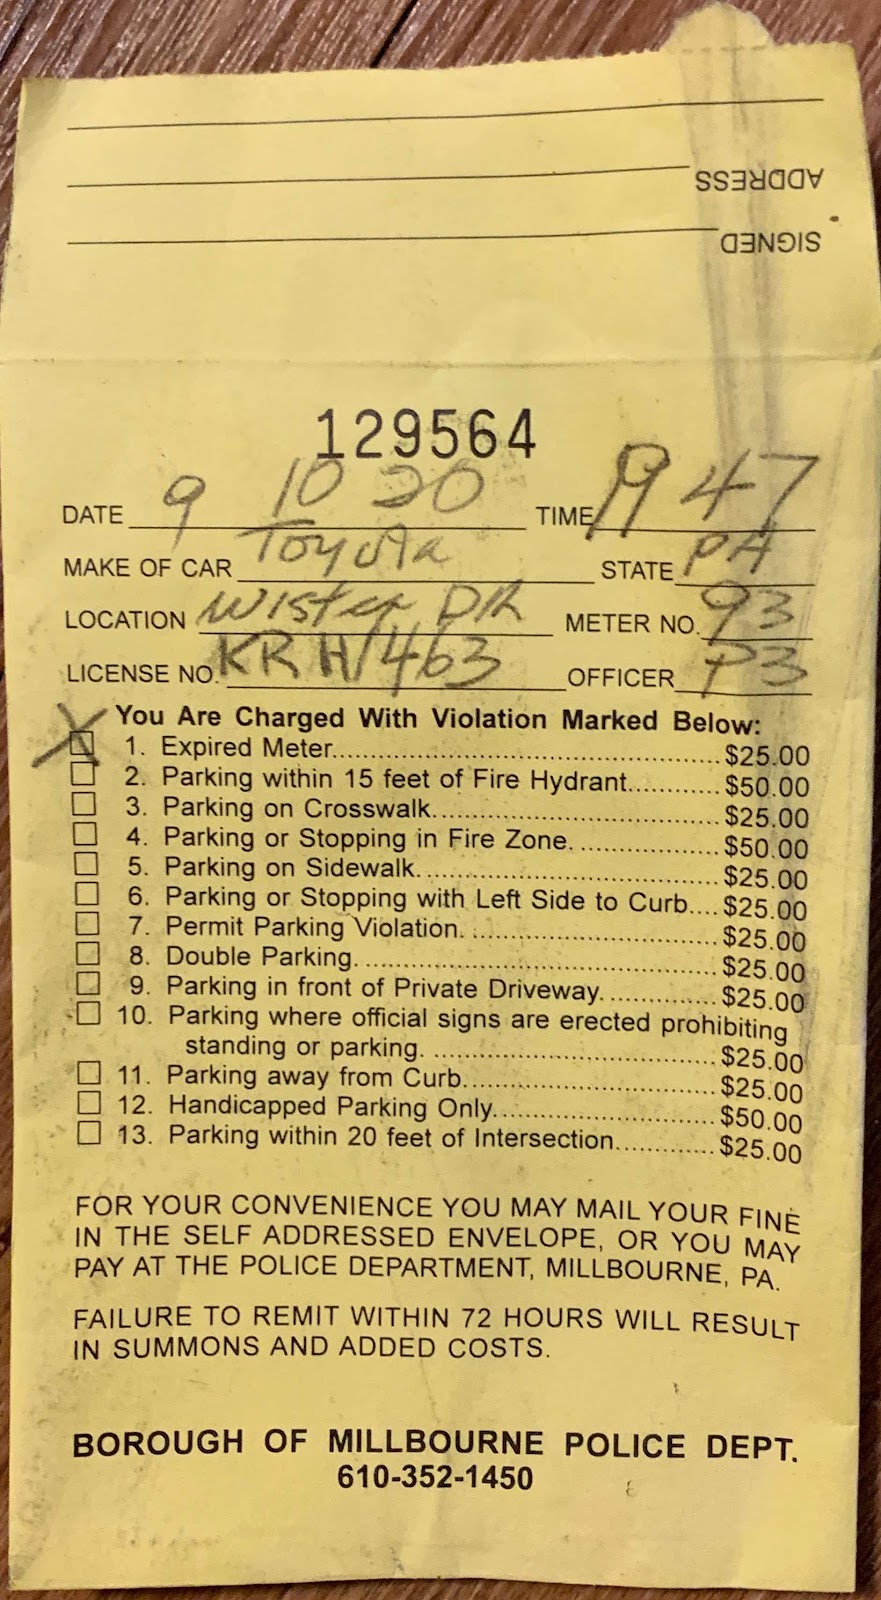 ADDRESS
SIGNED
129564
DATE 9 10 20 TIME 19 47
MAKE OF CAR Toyota STATE PA
LOCATION Wister DR METER NO. 93
LICENSE NO. KRH1463 OFFICER P3
You Are Charged With Violation Marked Below:
X 1. Expired Meter..........$25.00
2. Parking within 15 feet of Fire Hydrant..........$50.00
3. Parking on Crosswalk..........$25.00
4. Parking or Stopping in Fire Zone..........$50.00
5. Parking on Sidewalk..........$25.00
6. Parking or Stopping with Left Side to Curb....$25.00
7. Permit Parking Violation..........$25.00
8. Double Parking..........$25.00
9. Parking in front of Private Driveway..........$25.00
10. Parking where official signs are erected prohibiting
standing or parking..........$25.00
11. Parking away from Curb..........$25.00
12. Handicapped Parking Only..........$50.00
13. Parking within 20 feet of Intersection..........$25.00
FOR YOUR CONVENIENCE YOU MAY MAIL YOUR FINE
IN THE SELF ADDRESSED ENVELOPE, OR YOU MAY
PAY AT THE POLICE DEPARTMENT, MILLBOURNE, PA.
FAILURE TO REMIT WITHIN 72 HOURS WILL RESULT
IN SUMMONS AND ADDED COSTS.
BOROUGH OF MILLBOURNE POLICE DEPT.
610-352-1450